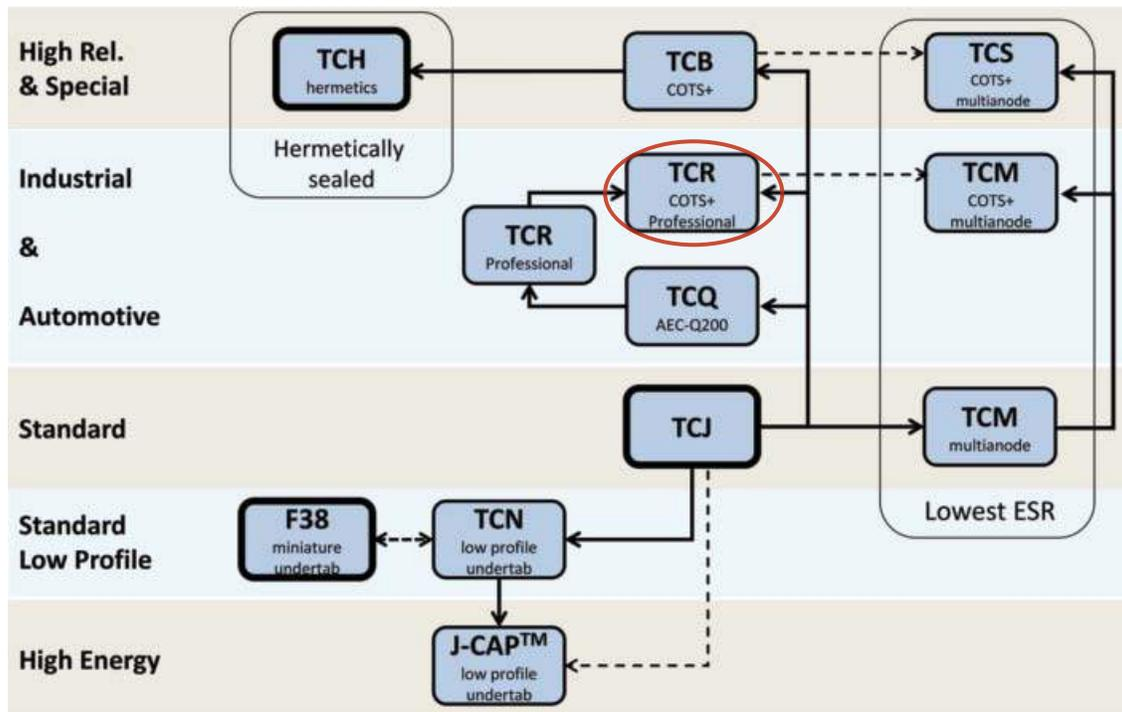 High Rel.
& Special
TCH
hermetics
Hermetically
sealed
TCB
COTS+
TCS
COTS+
multianode
Industrial
&
Automotive
TCR
COTS+
Professional
TCM
COTS+
multianode
TCR
Professional
TCQ
AEC-Q200
Standard
TCJ
TCM
multianode
Lowest ESR
Standard
Low Profile
F38
miniature
undertab
TCN
low profile
undertab
High Energy
J-CAP™
low profile
undertab